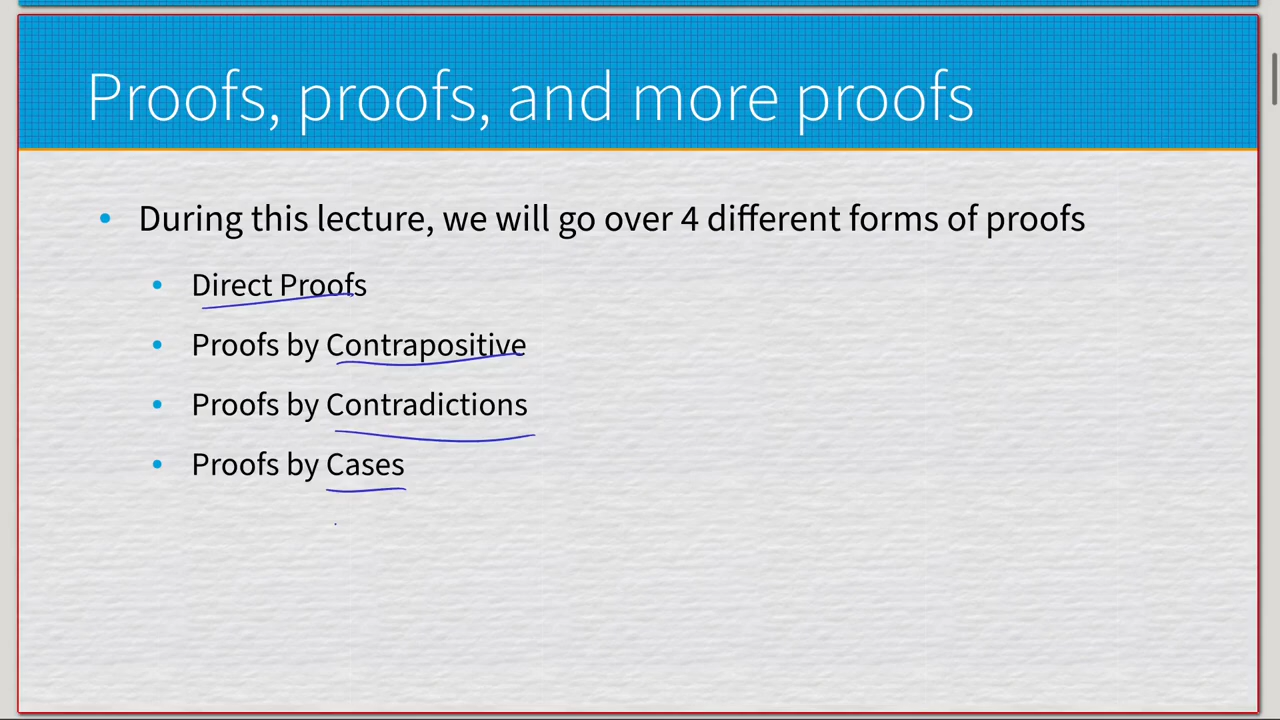 Proofs, proofs, and more proofs
During this lecture, we will go over 4 different forms of proofs
Direct Proofs
Proofs by Contrapositive
Proofs by Contradictions
Proofs by Cases